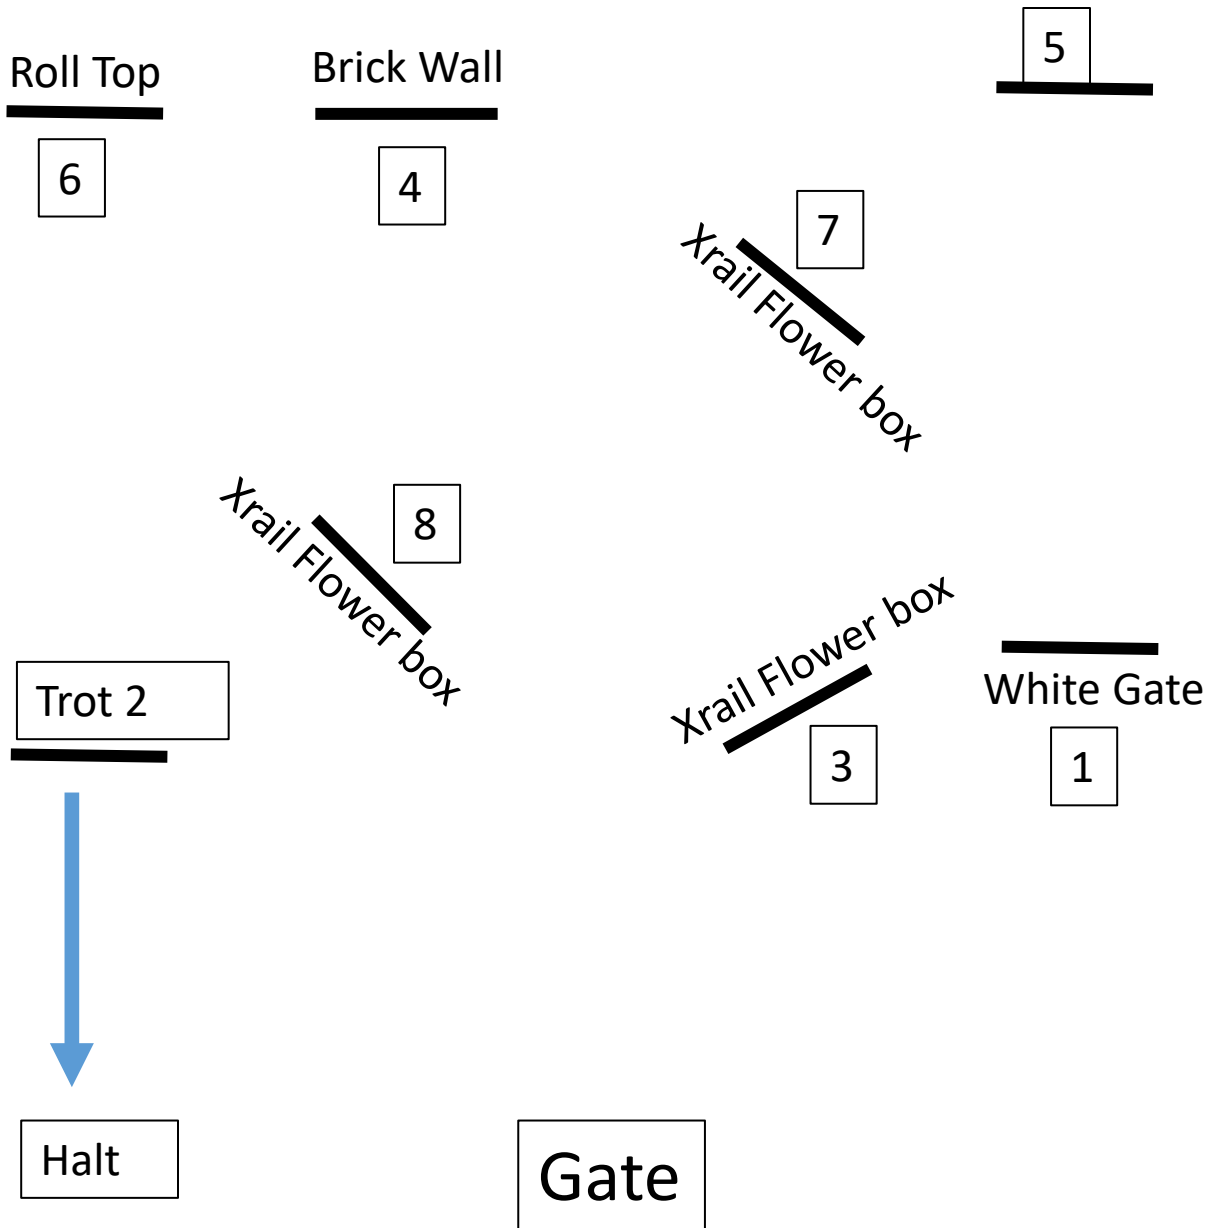 5
Roll Top
Brick Wall
6
4
7
Xrail Flower box
8
Xrail Flower box
Xrail Flower box
Trot 2
White Gate
3
1
Halt
Gate